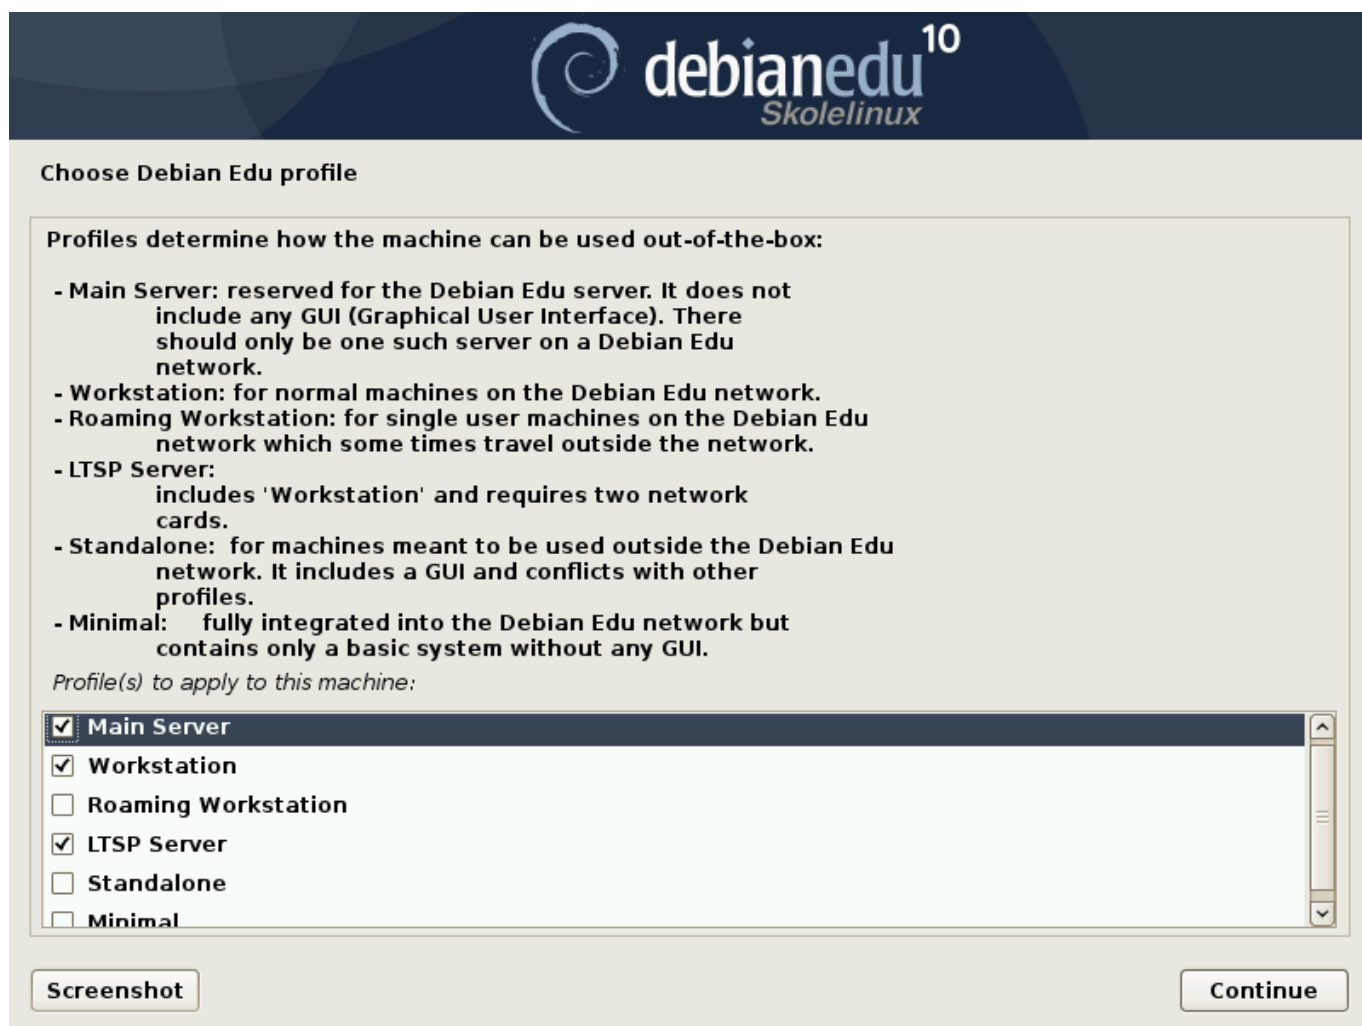 debianedu 10
Skolelinux
Choose Debian Edu profile
Profiles determine how the machine can be used out-of-the-box:
- Main Server: reserved for the Debian Edu server. It does not
include any GUI (Graphical User Interface). There
should only be one such server on a Debian Edu
network.
- Workstation: for normal machines on the Debian Edu network.
- Roaming Workstation: for single user machines on the Debian Edu
network which some times travel outside the network.
- LTSP Server:
includes 'Workstation' and requires two network
cards.
- Standalone: for machines meant to be used outside the Debian Edu
network. It includes a GUI and conflicts with other
profiles.
- Minimal: fully integrated into the Debian Edu network but
contains only a basic system without any GUI.
Profile(s) to apply to this machine:
Main Server
Workstation
Roaming Workstation
LTSP Server
Standalone
Minimal
Screenshot
Continue